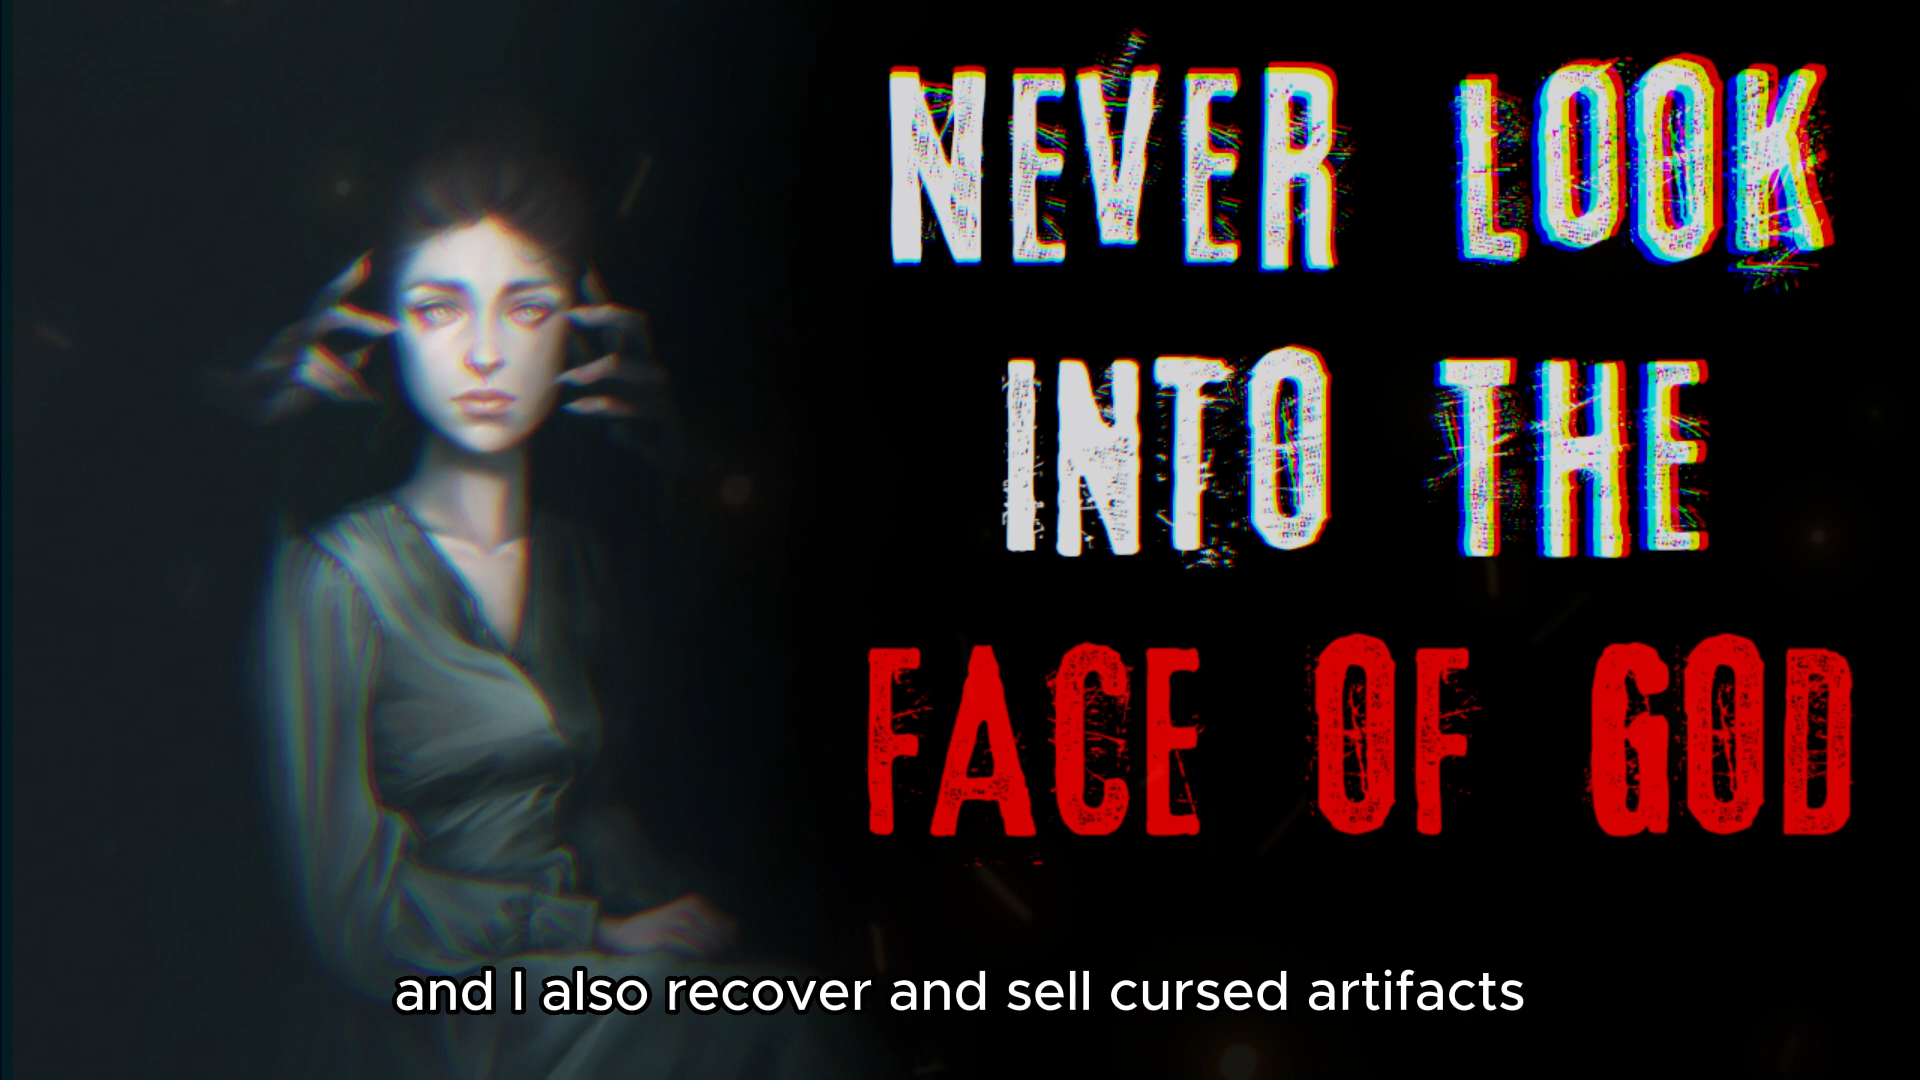 NEVER LOOK
INTO THE
FACE OF GOD
and I also recover and sell cursed artifacts